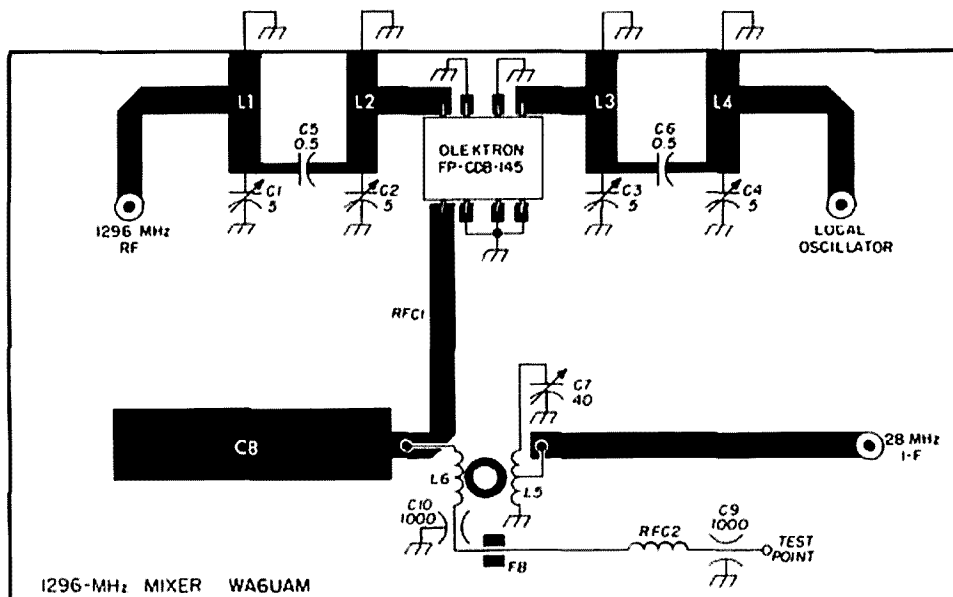 L1
L2
L3
L4
C5
0.5
C6
0.5
OLEKTRON
FP-CDB-145
C1
5
C2
5
C3
5
C4
5
1296 MHz
RF
LOCAL
OSCILLATOR
RFC1
C7
40
C8
28 MHz
I-F
L6
L5
C10
1000
C9
1000
RFC2
TEST
POINT
FB
1296-MHz MIXER WA6UAM